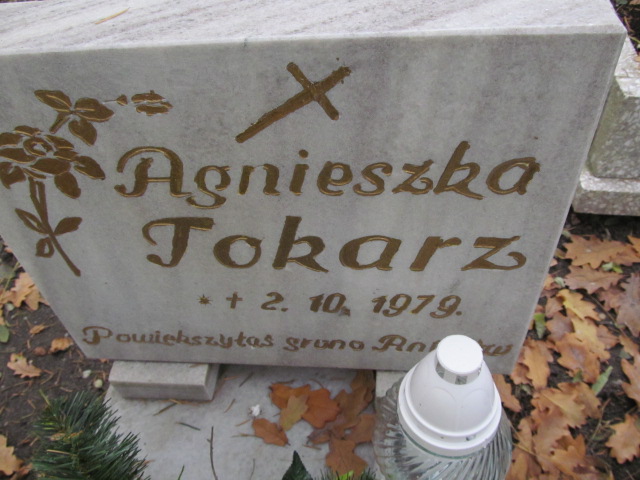 Agnieszka
Tokarz
* † 2. 10. 1979.
Powiększyłaś grono